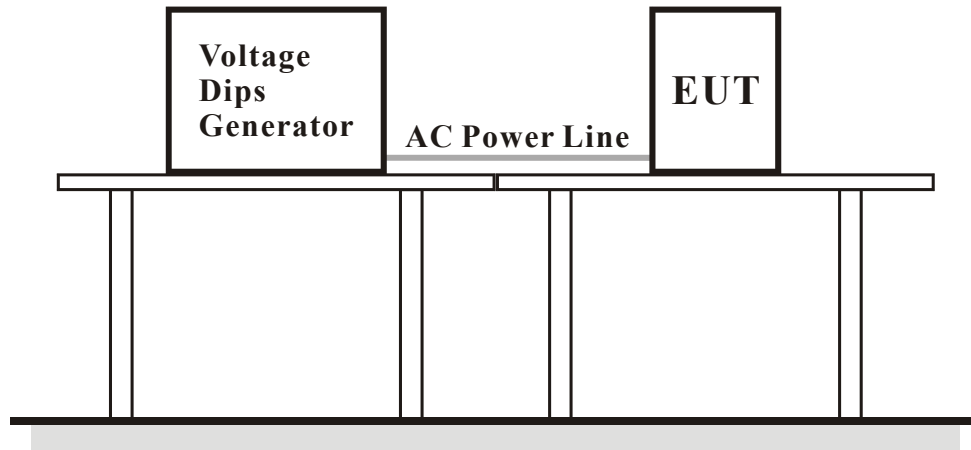 Voltage
Dips
Generator
AC Power Line
EUT